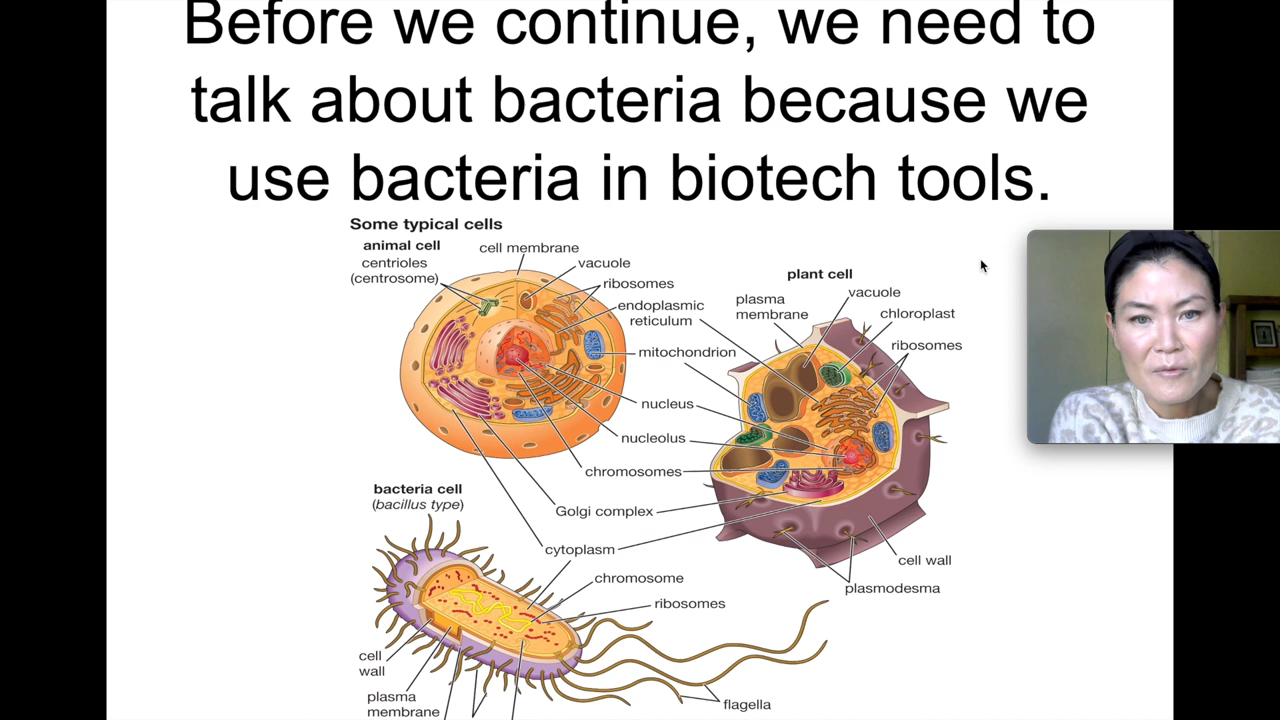 Before we continue, we need to
talk about bacteria because we
use bacteria in biotech tools.
Some typical cells
animal cell
centrioles
(centrosome)
cell membrane
vacuole
ribosomes
endoplasmic
reticulum
mitochondrion
nucleus
nucleolus
chromosomes
Golgi complex
cytoplasm
plant cell
plasma
membrane
vacuole
chloroplast
ribosomes
cell wall
plasmodesma
bacteria cell
(bacillus type)
chromosome
ribosomes
cell
wall
plasma
membrane
flagella